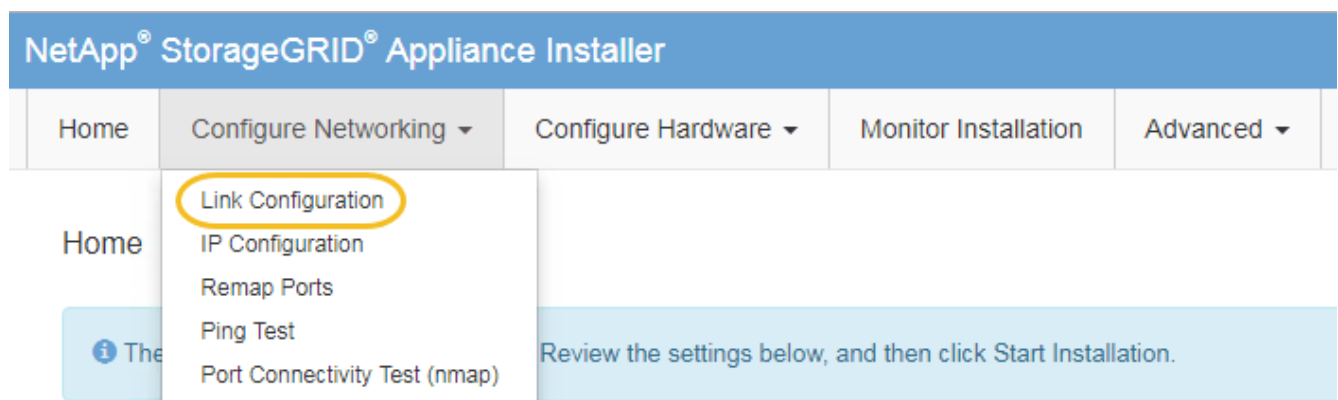 NetApp® StorageGRID® Appliance Installer
Home Configure Networking Configure Hardware Monitor Installation Advanced
Link Configuration
Home
IP Configuration
Remap Ports
Ping Test
The Review the settings below, and then click Start Installation.
Port Connectivity Test (nmap)